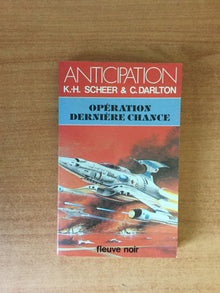 ANTICIPATION
K.-H. SCHEER & C. DARLTON
OPÉRATION
DERNIÈRE CHANCE
fleuve noir